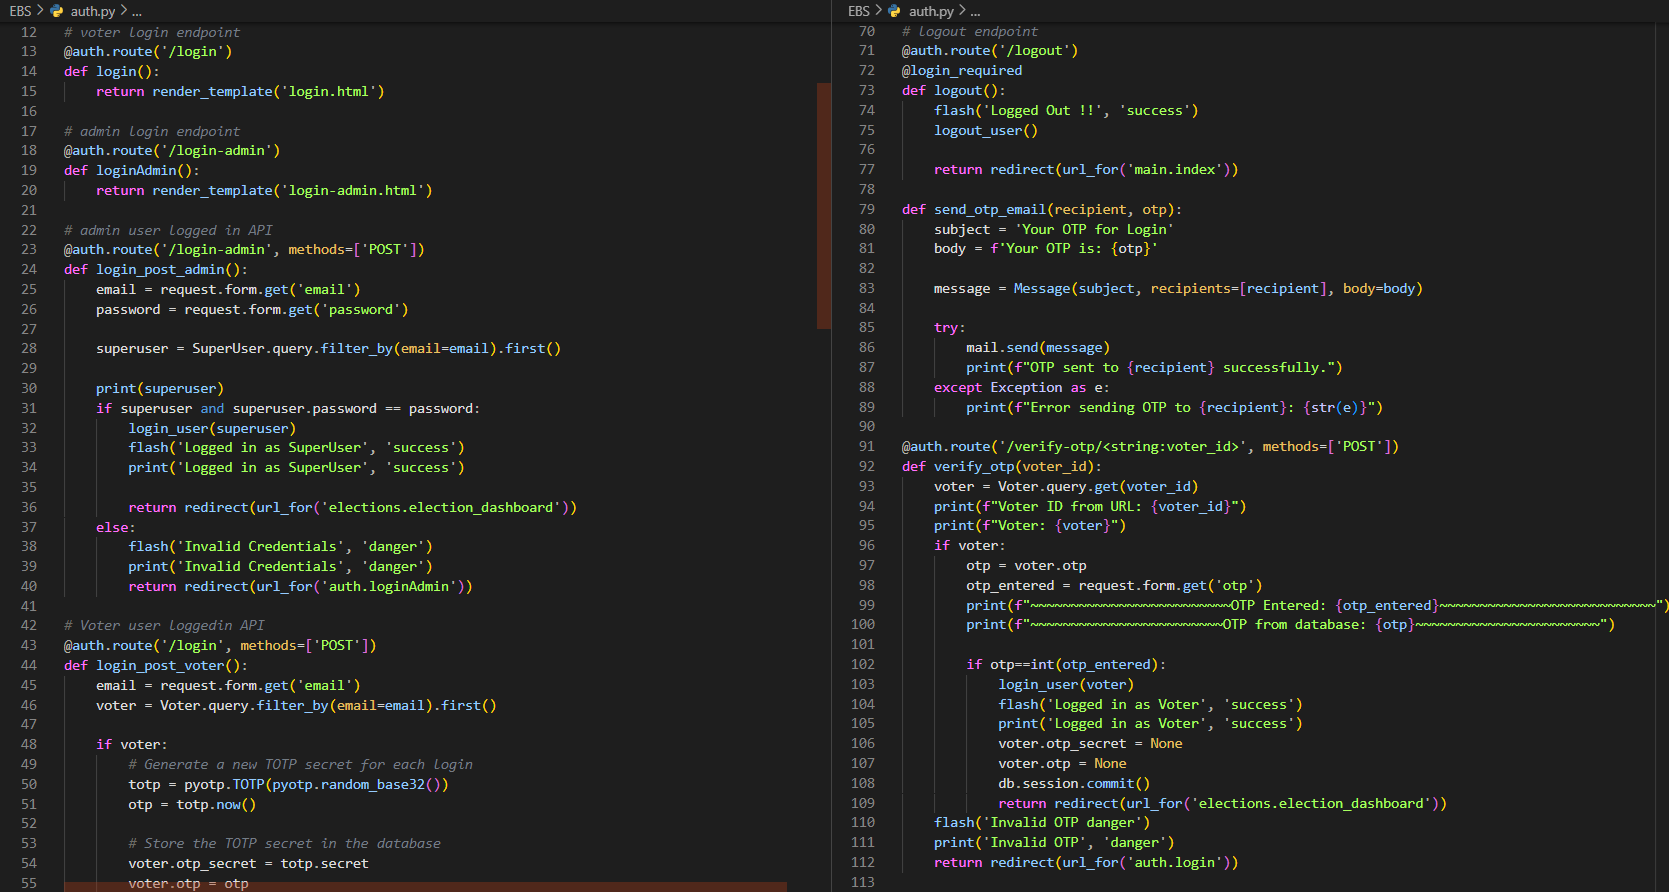 EBS > auth.py > ...
12 # voter login endpoint
13 @auth.route('/login')
14 def login():
15 return render_template('login.html')
16
17 # admin login endpoint
18 @auth.route('/login-admin')
19 def loginAdmin():
20 return render_template('login-admin.html')
21
22 # admin user logged in API
23 @auth.route('/login-admin', methods=['POST'])
24 def login_post_admin():
25 email = request.form.get('email')
26 password = request.form.get('password')
27
28 superuser = SuperUser.query.filter_by(email=email).first()
29
30 print(superuser)
31 if superuser and superuser.password == password:
32 login_user(superuser)
33 flash('Logged in as SuperUser', 'success')
34 print('Logged in as SuperUser', 'success')
35
36 return redirect(url_for('elections.election_dashboard'))
37 else:
38 flash('Invalid Credentials', 'danger')
39 print('Invalid Credentials', 'danger')
40 return redirect(url_for('auth.loginAdmin'))
41
42 # Voter user loggedin API
43 @auth.route('/login', methods=['POST'])
44 def login_post_voter():
45 email = request.form.get('email')
46 voter = Voter.query.filter_by(email=email).first()
47
48 if voter:
49 # Generate a new TOTP secret for each login
50 totp = pyotp.TOTP(pyotp.random_base32())
51 otp = totp.now()
52
53 # Store the TOTP secret in the database
54 voter.otp_secret = totp.secret
55 voter.otp = otp
EBS > auth.py > ...
70 # logout endpoint
71 @auth.route('/logout')
72 @login_required
73 def logout():
74 flash('Logged Out !!', 'success')
75 logout_user()
76
77 return redirect(url_for('main.index'))
78
79 def send_otp_email(recipient, otp):
80 subject = 'Your OTP for Login'
81 body = f'Your OTP is: {otp}'
82
83 message = Message(subject, recipients=[recipient], body=body)
84
85 try:
86 mail.send(message)
87 print(f"OTP sent to {recipient} successfully.")
88 except Exception as e:
89 print(f"Error sending OTP to {recipient}: {str(e)}")
90
91 @auth.route('/verify-otp/<string:voter_id>', methods=['POST'])
92 def verify_otp(voter_id):
93 voter = Voter.query.get(voter_id)
94 print(f"Voter ID from URL: {voter_id}")
95 print(f"Voter: {voter}")
96 if voter:
97 otp = voter.otp
98 otp_entered = request.form.get('otp')
99 print(f"~~~~~~~~~~~~~~~~~~~~~~~~~OTP Entered: {otp_entered}~~~~~~~~~~~~~~~~~~~~~~~~~~~")
100 print(f"~~~~~~~~~~~~~~~~~~~~~~~~OTP from database: {otp}~~~~~~~~~~~~~~~~~~~~~~~")
101
102 if otp==int(otp_entered):
103 login_user(voter)
104 flash('Logged in as Voter', 'success')
105 print('Logged in as Voter', 'success')
106 voter.otp_secret = None
107 voter.otp = None
108 db.session.commit()
109 return redirect(url_for('elections.election_dashboard'))
110 flash('Invalid OTP danger')
111 print('Invalid OTP', 'danger')
112 return redirect(url_for('auth.login'))
113